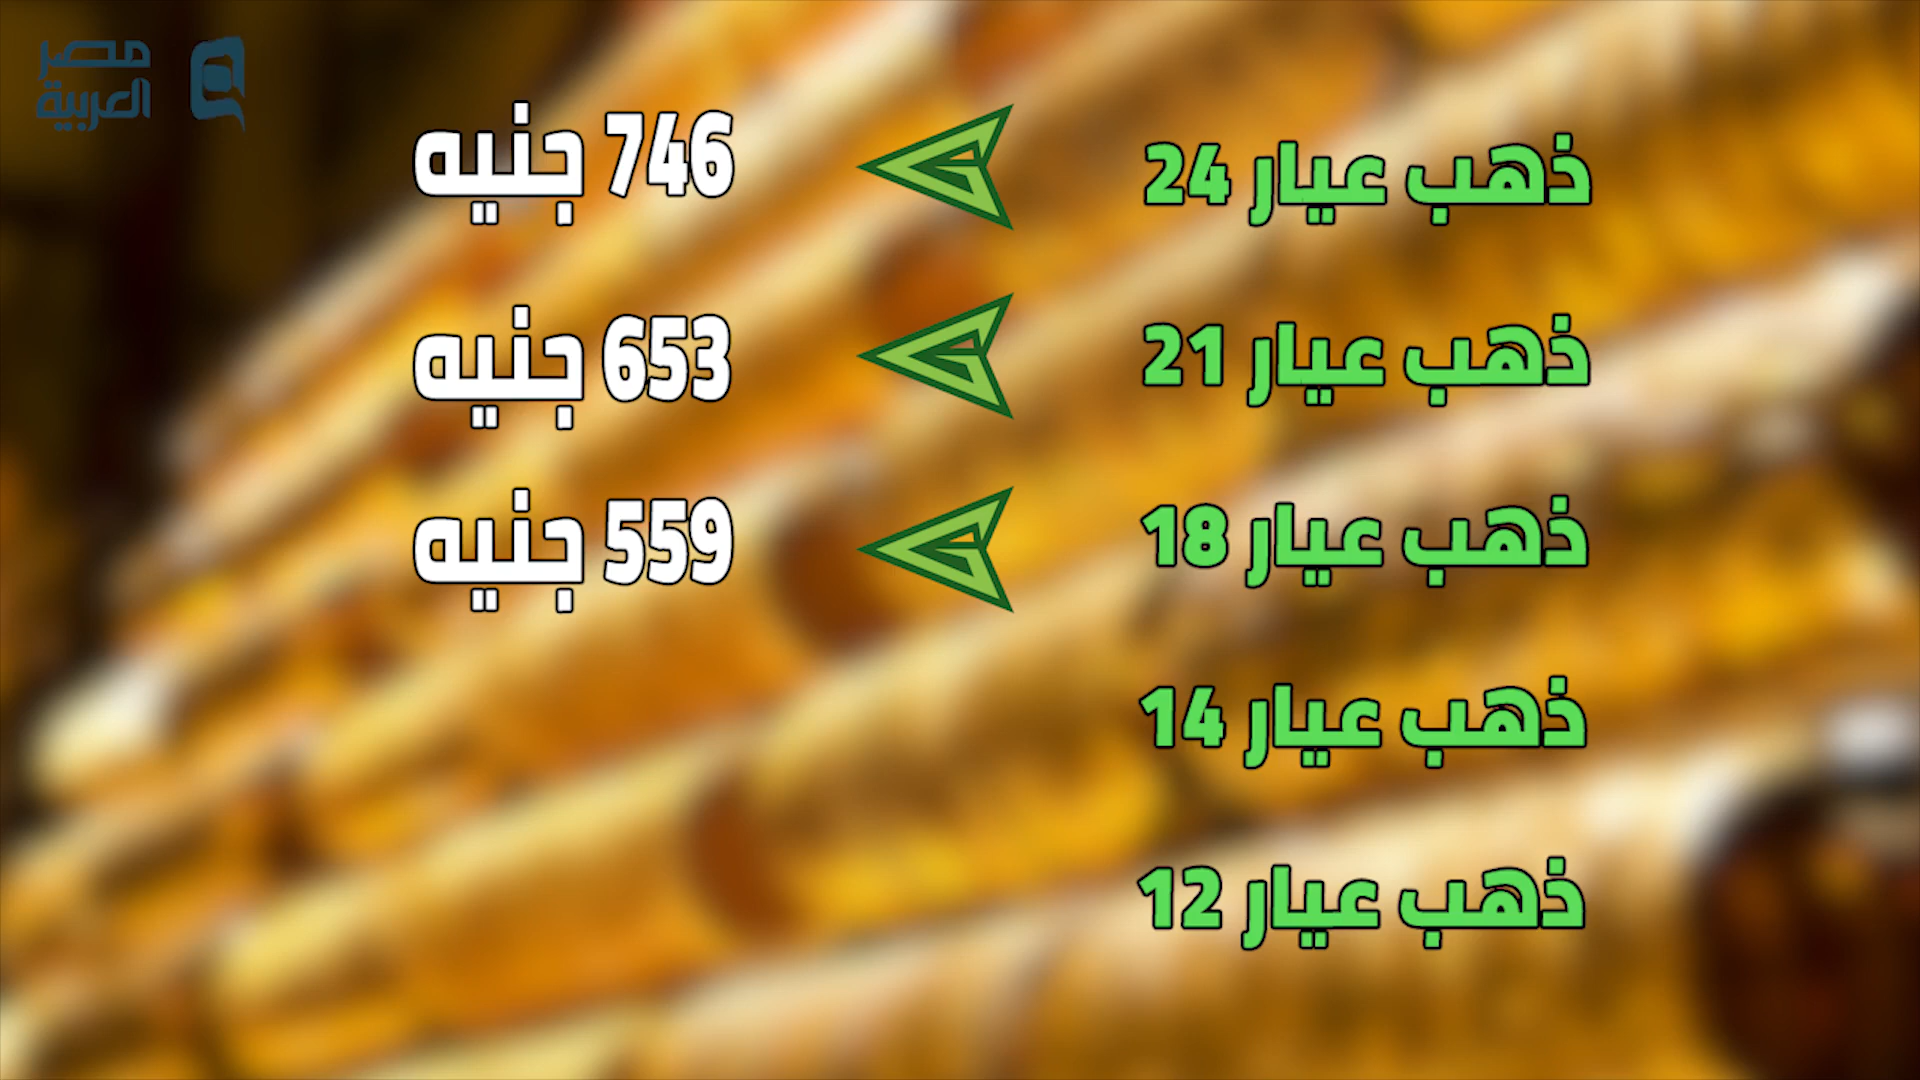 مصر
العربية
ذهب عيار 24
746 جنيه
ذهب عيار 21
653 جنيه
ذهب عيار 18
559 جنيه
ذهب عيار 14
ذهب عيار 12